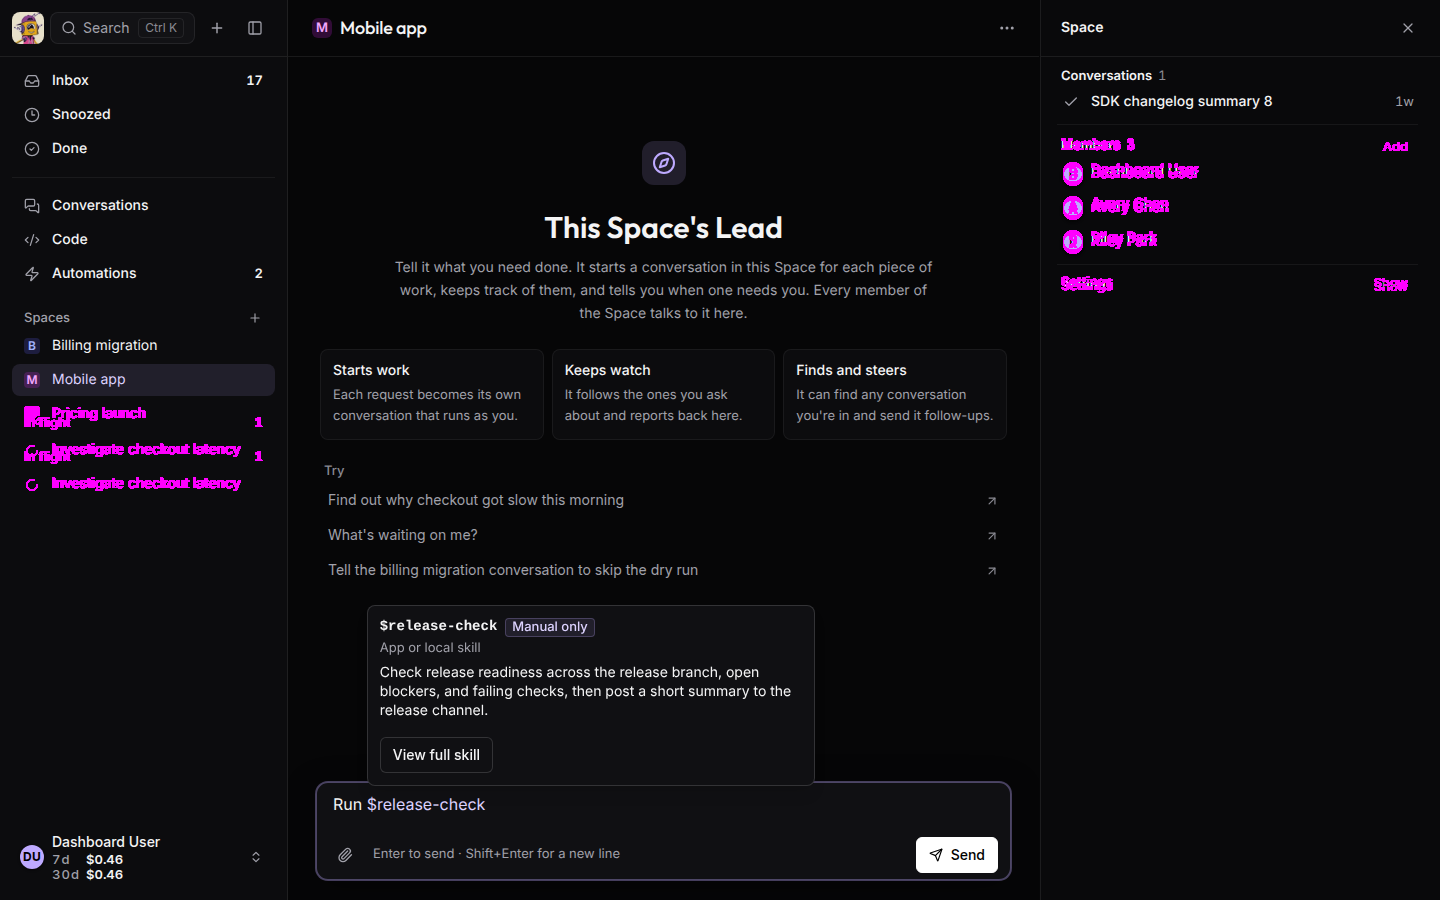 Search Ctrl K
Inbox 17
Snoozed
Done
Conversations
Code
Automations 2
Spaces
B Billing migration
M Mobile app
Pricing launch
In flight 1
Investigate checkout latency
In flight 1
Investigate checkout latency
DU Dashboard User
7d $0.46
30d $0.46
M Mobile app
This Space's Lead
Tell it what you need done. It starts a conversation in this Space for each piece of
work, keeps track of them, and tells you when one needs you. Every member of
the Space talks to it here.
Starts work
Each request becomes its own
conversation that runs as you.
Keeps watch
It follows the ones you ask
about and reports back here.
Finds and steers
It can find any conversation
you're in and send it follow-ups.
Try
Find out why checkout got slow this morning
What's waiting on me?
Tell the billing migration conversation to skip the dry run
$release-check Manual only
App or local skill
Check release readiness across the release branch, open
blockers, and failing checks, then post a short summary to the
release channel.
View full skill
Run $release-check
Enter to send · Shift+Enter for a new line
Send
Space
Conversations 1
SDK changelog summary 8 1w
Members 3 Add
Dashboard User
Avery Chen
Riley Park
Settings Show